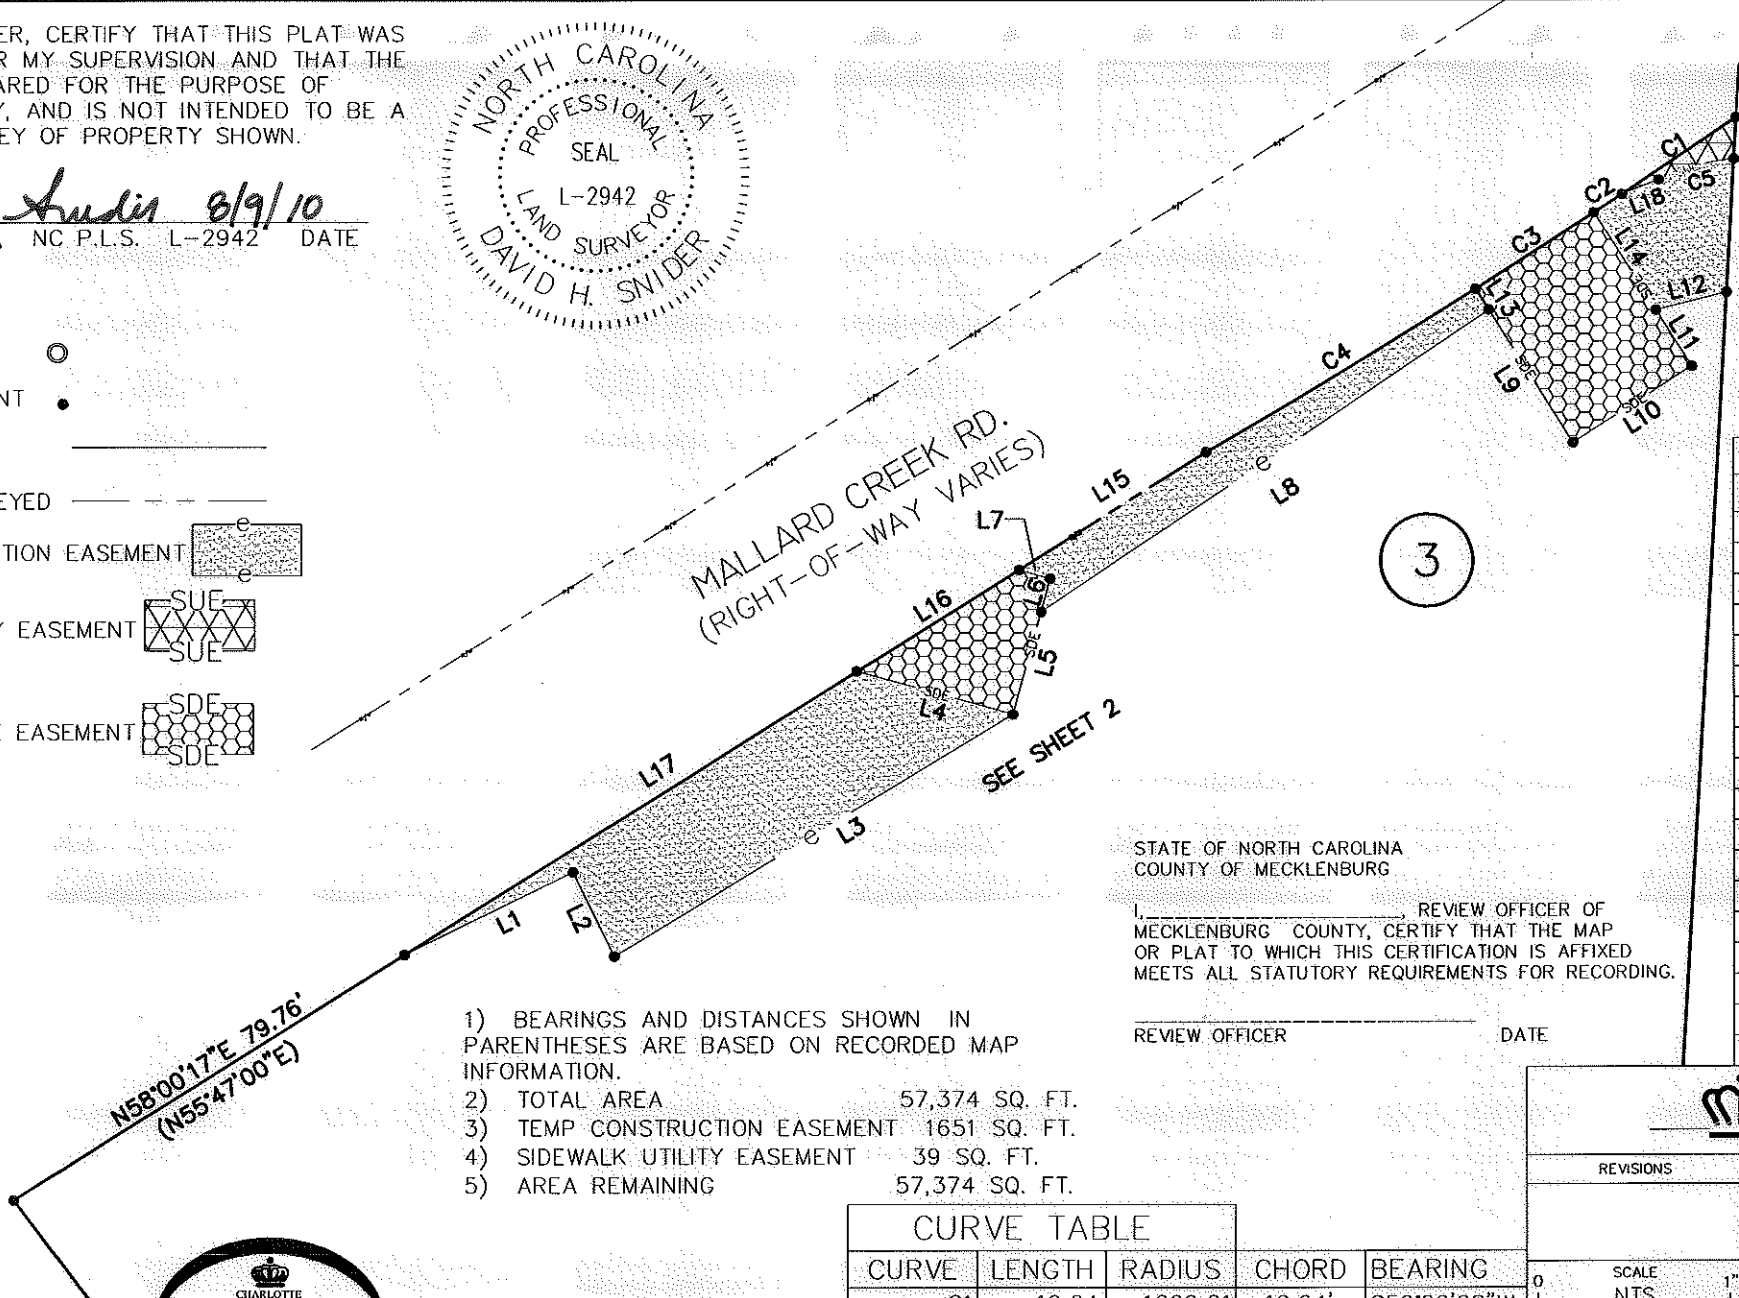 ER, CERTIFY THAT THIS PLAT WAS
R MY SUPERVISION AND THAT THE
ARED FOR THE PURPOSE OF
Y, AND IS NOT INTENDED TO BE A
EY OF PROPERTY SHOWN.
8/9/10
NC P.L.S. L-2942 DATE
NORTH CAROLINA
PROFESSIONAL
SEAL
L-2942
LAND SURVEYOR
DAVID H. SNIDER
NT
EYED
TION EASEMENT
e
e
Y EASEMENT
SUE
SUE
E EASEMENT
SDE
SDE
MALLARD CREEK RD.
(RIGHT-OF-WAY VARIES)
C1
C5
C2
L18
C3
L14
SDE
L12
L11
L13
L9
SDE
SDE
L10
C4
e
L8
L15
L7
L6
L16
SDE
L5
SDE
L4
3
SEE SHEET 2
L17
e
L3
L1
L2
N58°00'17"E 79.76'
(N55°47'00"E)
STATE OF NORTH CAROLINA
COUNTY OF MECKLENBURG
I,____________________, REVIEW OFFICER OF
MECKLENBURG COUNTY, CERTIFY THAT THE MAP
OR PLAT TO WHICH THIS CERTIFICATION IS AFFIXED
MEETS ALL STATUTORY REQUIREMENTS FOR RECORDING.
REVIEW OFFICER DATE
1) BEARINGS AND DISTANCES SHOWN IN
PARENTHESES ARE BASED ON RECORDED MAP
INFORMATION.
2) TOTAL AREA 57,374 SQ. FT.
3) TEMP CONSTRUCTION EASEMENT 1651 SQ. FT.
4) SIDEWALK UTILITY EASEMENT 39 SQ. FT.
5) AREA REMAINING 57,374 SQ. FT.
CURVE TABLE
CURVE LENGTH RADIUS CHORD BEARING
REVISIONS
0 SCALE 1"
NTS
CHARLOTTE